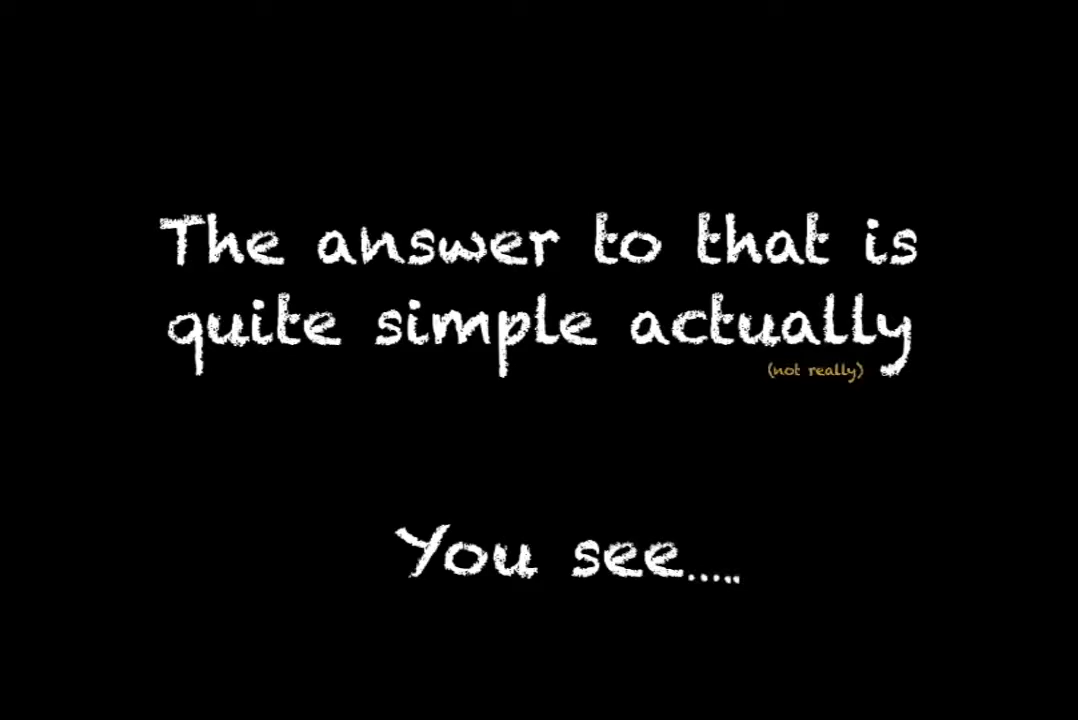 The answer to that is
quite simple actually
(not really)
You see.....